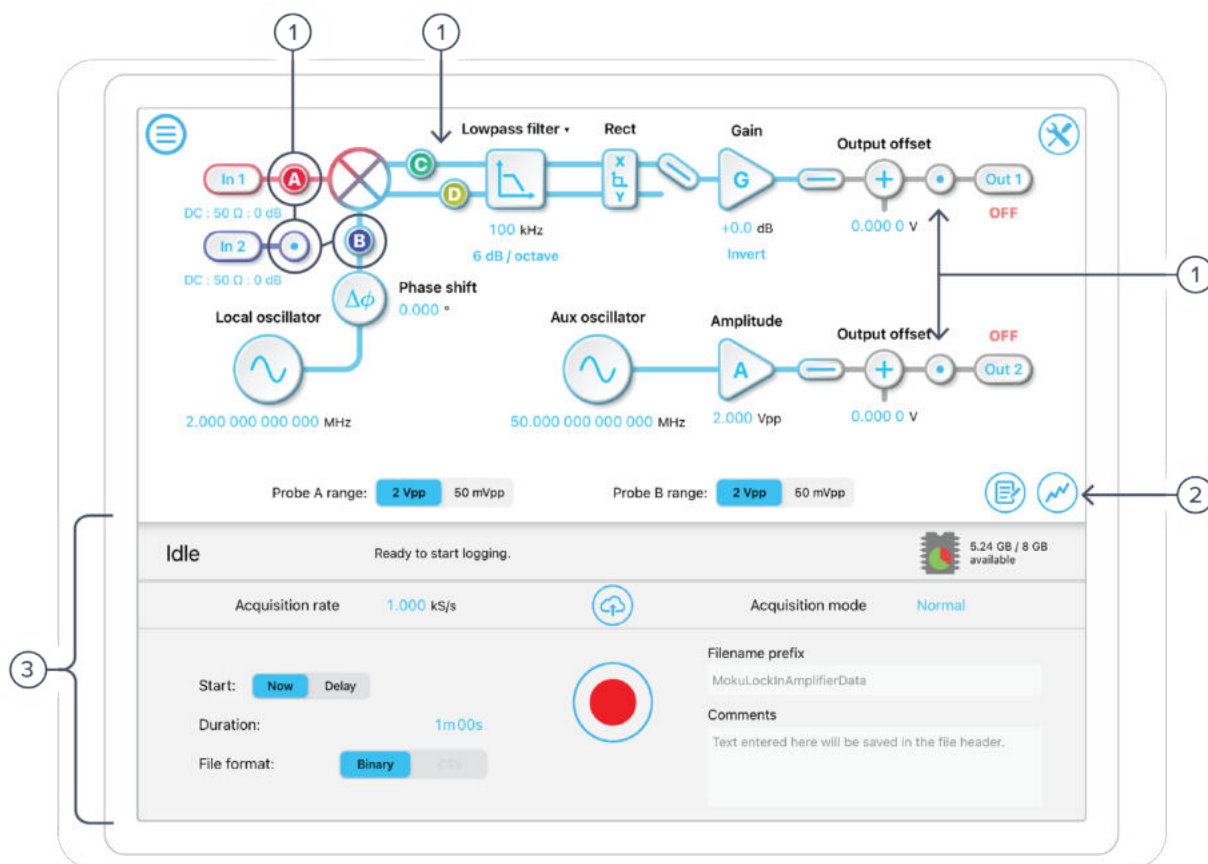 1 1
Lowpass filter ▾ Rect Gain Output offset
In 1 A C D X Y G + Out 1
DC : 50 Ω : 0 dB 100 kHz +0.0 dB 0.000 0 V OFF
In 2 B 6 dB / octave Invert
DC : 50 Ω : 0 dB
1
Δϕ Phase shift
0.000 °
Local oscillator Aux oscillator Amplitude Output offset OFF
A + Out 2
2.000 000 000 000 MHz 50.000 000 000 000 MHz 2.000 Vpp 0.000 0 V
Probe A range: 2 Vpp 50 mVpp Probe B range: 2 Vpp 50 mVpp
2
Idle Ready to start logging. 5.24 GB / 8 GB
available
Acquisition rate 1.000 kS/s Acquisition mode Normal
3
Filename prefix
MokuLockInAmplifierData
Start: Now Delay
Comments
Text entered here will be saved in the file header.
Duration: 1m00s
File format: Binary CSV